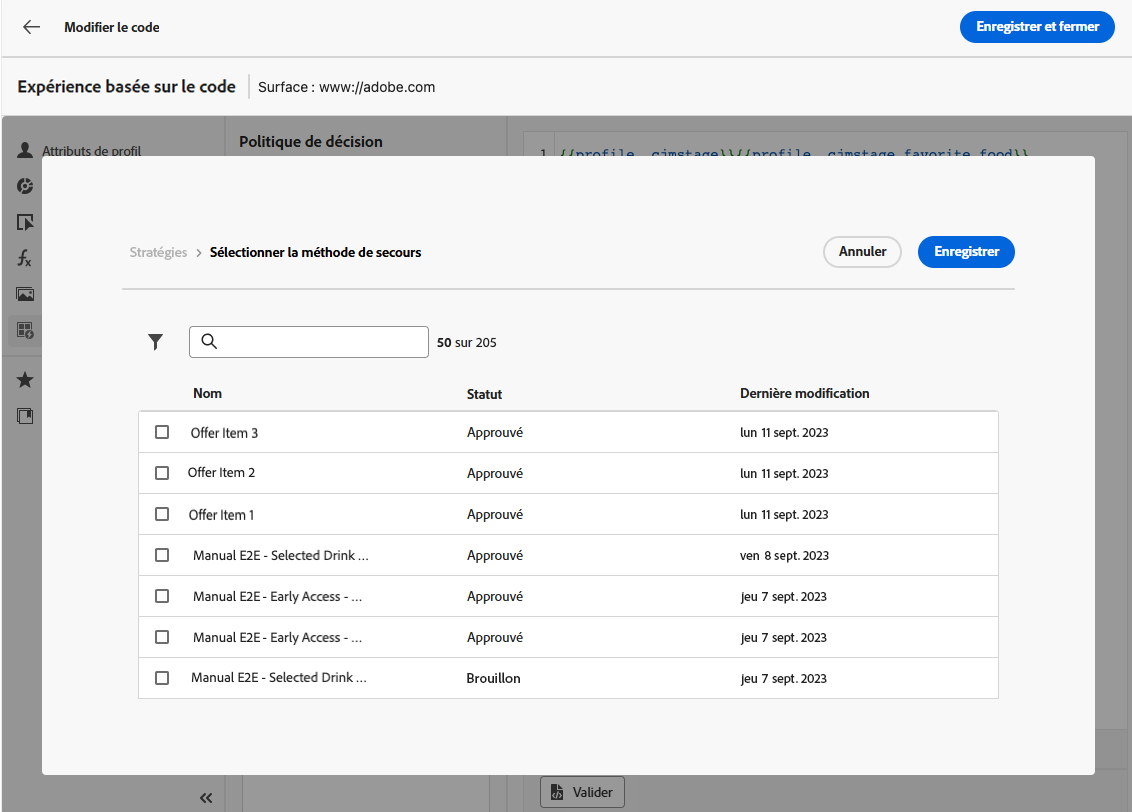 Modifier le code
Enregistrer et fermer
Expérience basée sur le code
Surface : www://adobe.com
Attributs de profil
Politique de décision
1 {{profile._cjmstage}}{{profile._cjmstage.favorite_food}}
Stratégies > Sélectionner la méthode de secours
Annuler
Enregistrer
50 sur 205
Nom Statut Dernière modification
Offer Item 3 Approuvé lun 11 sept. 2023
Offer Item 2 Approuvé lun 11 sept. 2023
Offer Item 1 Approuvé lun 11 sept. 2023
Manual E2E - Selected Drink ... Approuvé ven 8 sept. 2023
Manual E2E - Early Access - ... Approuvé jeu 7 sept. 2023
Manual E2E - Early Access - ... Approuvé jeu 7 sept. 2023
Manual E2E - Selected Drink ... Brouillon jeu 7 sept. 2023
Valider